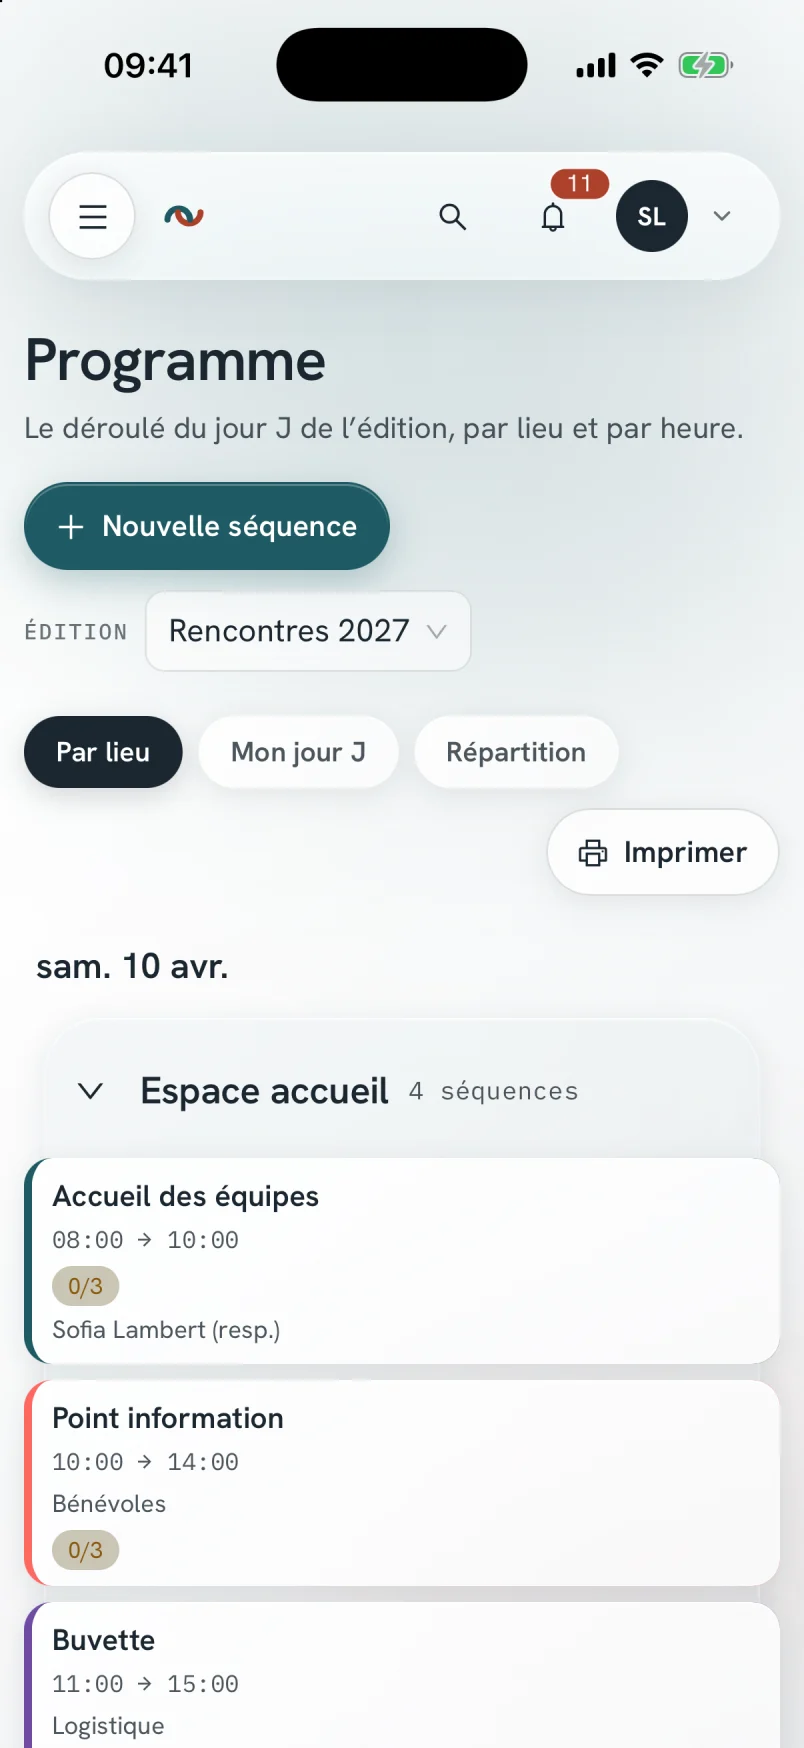 09:41
11
SL
Programme
Le déroulé du jour J de l’édition, par lieu et par heure.
Nouvelle séquence
ÉDITION Rencontres 2027
Par lieu Mon jour J Répartition
Imprimer
sam. 10 avr.
Espace accueil 4 séquences
Accueil des équipes
08:00 → 10:00
0/3
Sofia Lambert (resp.)
Point information
10:00 → 14:00
Bénévoles
0/3
Buvette
11:00 → 15:00
Logistique